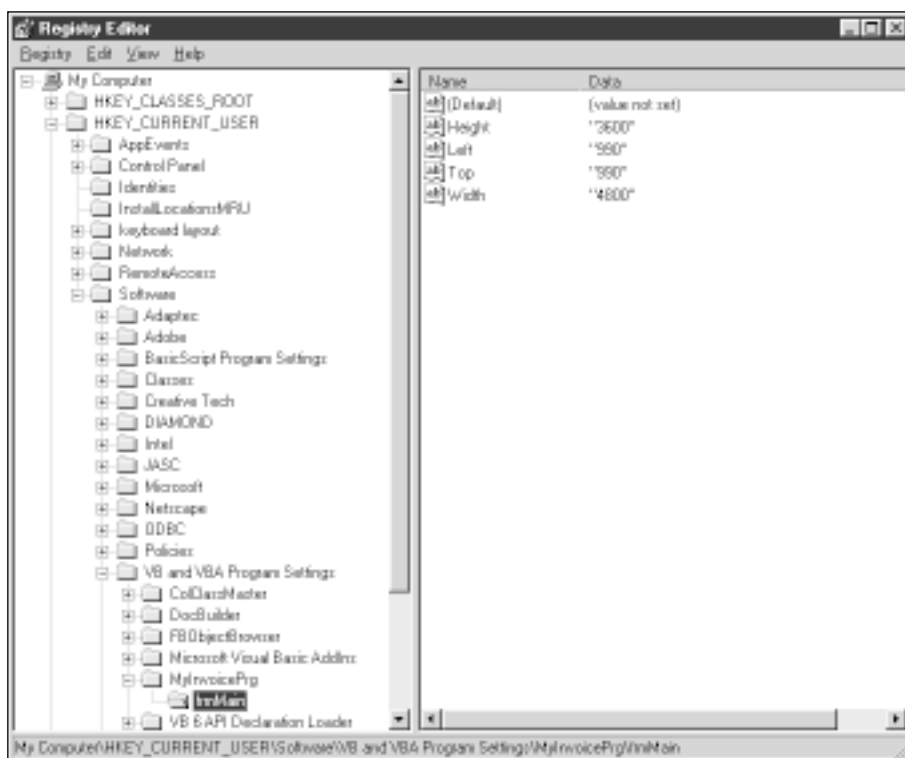 Registry Editor
Registry Edit View Help
My Computer
HKEY_CLASSES_ROOT
HKEY_CURRENT_USER
AppEvents
Control Panel
Identities
InstallLocationsMRU
keyboard layout
Network
RemoteAccess
Software
Adaptec
Adobe
BasicScript Program Settings
Classes
Creative Tech
DIAMOND
Intel
JASC
Microsoft
Netscape
ODBC
Policies
VB and VBA Program Settings
ColClassMaster
DocBuilder
FBObjectBrowser
Microsoft Visual Basic AddIns
MyInvoicePrg
frmMain
VB 6 API Declaration Loader
Name Data
(Default) (value not set)
Height "3600"
Left "990"
Top "990"
Width "4800"
My Computer\HKEY_CURRENT_USER\Software\VB and VBA Program Settings\MyInvoicePrg\frmMain